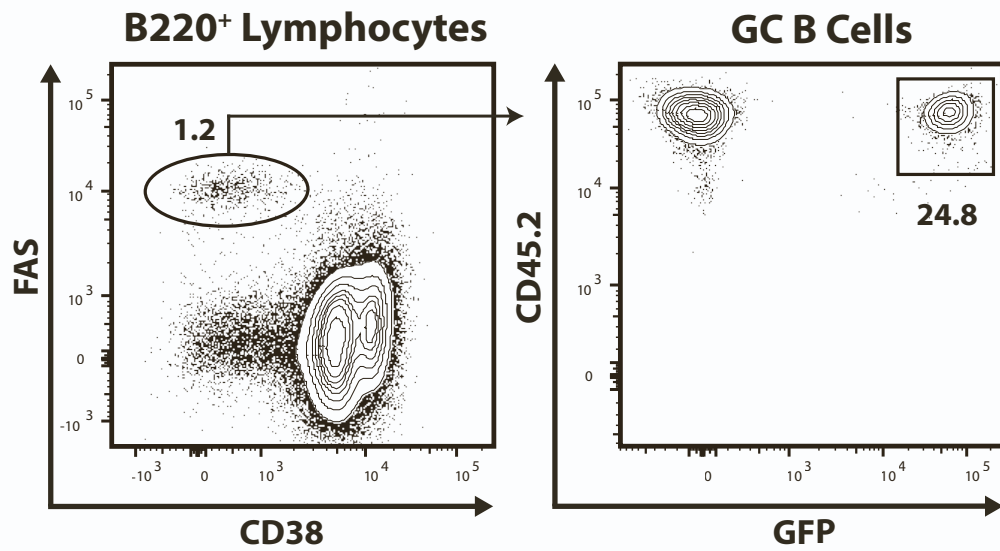 B220⁺ Lymphocytes
FAS
10⁵
10⁴
10³
0
-10³
1.2
-10³ 0 10³ 10⁴ 10⁵
CD38
GC B Cells
CD45.2
10⁵
10⁴
10³
0
24.8
0 10³ 10⁴ 10⁵
GFP